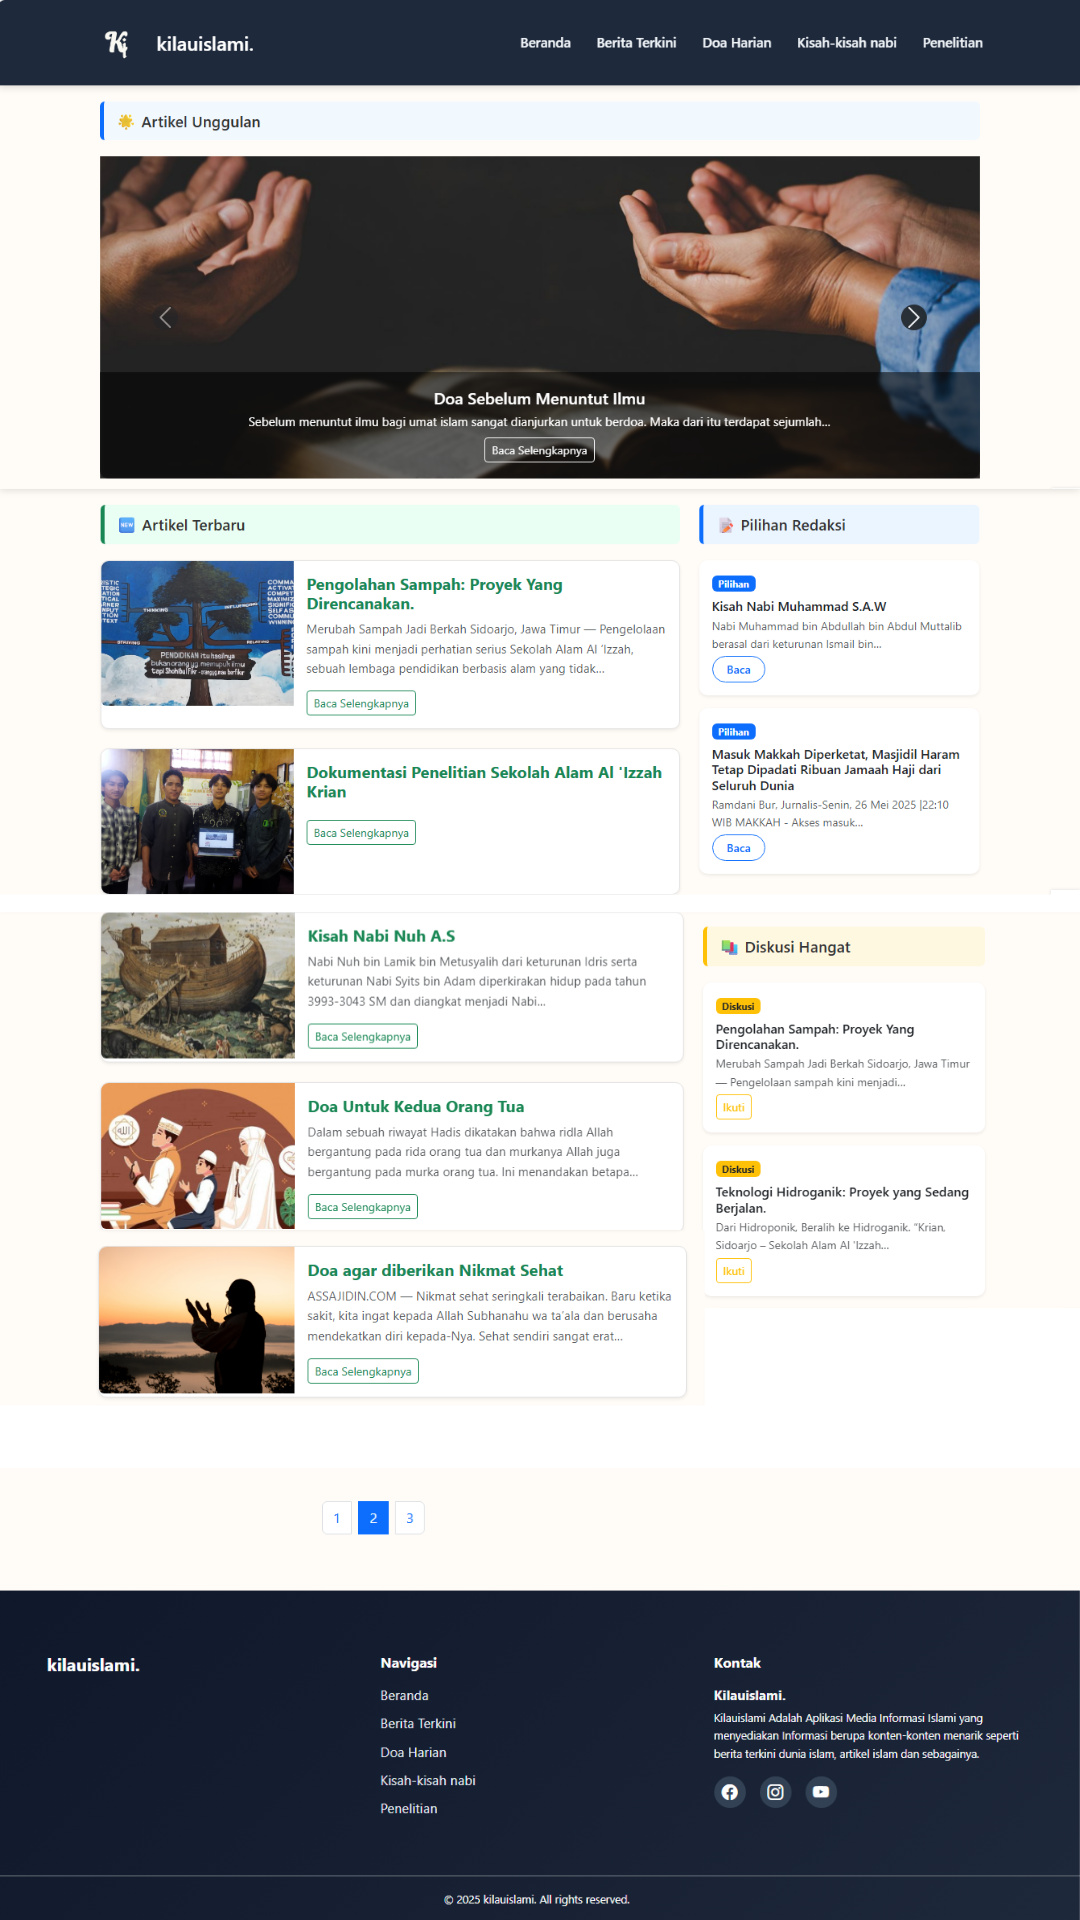 Ki
kilauislami.
Beranda
Berita Terkini
Doa Harian
Kisah-kisah nabi
Penelitian
Artikel Unggulan
Doa Sebelum Menuntut Ilmu
Sebelum menuntut ilmu bagi umat islam sangat dianjurkan untuk berdoa. Maka dari itu terdapat sejumlah...
Baca Selengkapnya
NEW Artikel Terbaru
THINKING
INFLUENCING
STRIVING
RELATING
PENDIDIKAN itu hasilnya
bukan orang yg menupuk ilmu
Pengolahan Sampah: Proyek Yang
Direncanakan.
Merubah Sampah Jadi Berkah Sidoarjo, Jawa Timur — Pengelolaan
sampah kini menjadi perhatian serius Sekolah Alam Al ‘Izzah,
sebuah lembaga pendidikan berbasis alam yang tidak...
Baca Selengkapnya
Dokumentasi Penelitian Sekolah Alam Al 'Izzah
Krian
Baca Selengkapnya
Kisah Nabi Nuh A.S
Nabi Nuh bin Lamik bin Metusyalih dari keturunan Idris serta
keturunan Nabi Syits bin Adam diperkirakan hidup pada tahun
3993-3043 SM dan diangkat menjadi Nabi...
Baca Selengkapnya
الله
Doa Untuk Kedua Orang Tua
Dalam sebuah riwayat Hadis dikatakan bahwa ridla Allah
bergantung pada rida orang tua dan murkanya Allah juga
bergantung pada murka orang tua. Ini menandakan betapa...
Baca Selengkapnya
Doa agar diberikan Nikmat Sehat
ASSAJIDIN.COM — Nikmat sehat seringkali terabaikan. Baru ketika
sakit, kita ingat kepada Allah Subhanahu wa ta’ala dan berusaha
mendekatkan diri kepada-Nya. Sehat sendiri sangat erat...
Baca Selengkapnya
Pilihan Redaksi
Pilihan
Kisah Nabi Muhammad S.A.W
Nabi Muhammad bin Abdullah bin Abdul Muttalib
berasal dari keturunan Ismail bin...
Baca
Pilihan
Masuk Makkah Diperketat, Masjidil Haram
Tetap Dipadati Ribuan Jamaah Haji dari
Seluruh Dunia
Ramdani Bur, Jurnalis-Senin, 26 Mei 2025 |22:10
WIB MAKKAH - Akses masuk...
Baca
Diskusi Hangat
Diskusi
Pengolahan Sampah: Proyek Yang
Direncanakan.
Merubah Sampah Jadi Berkah Sidoarjo, Jawa Timur
— Pengelolaan sampah kini menjadi...
Ikuti
Diskusi
Teknologi Hidroganik: Proyek yang Sedang
Berjalan.
Dari Hidroponik, Beralih ke Hidroganik. “Krian,
Sidoarjo – Sekolah Alam Al 'Izzah...
Ikuti
1 2 3
kilauislami.
Navigasi
Beranda
Berita Terkini
Doa Harian
Kisah-kisah nabi
Penelitian
Kontak
Kilauislami.
Kilauislami Adalah Aplikasi Media Informasi Islami yang
menyediakan Informasi berupa konten-konten menarik seperti
berita terkini dunia islam, artikel islam dan sebagainya.
© 2025 kilauislami. All rights reserved.